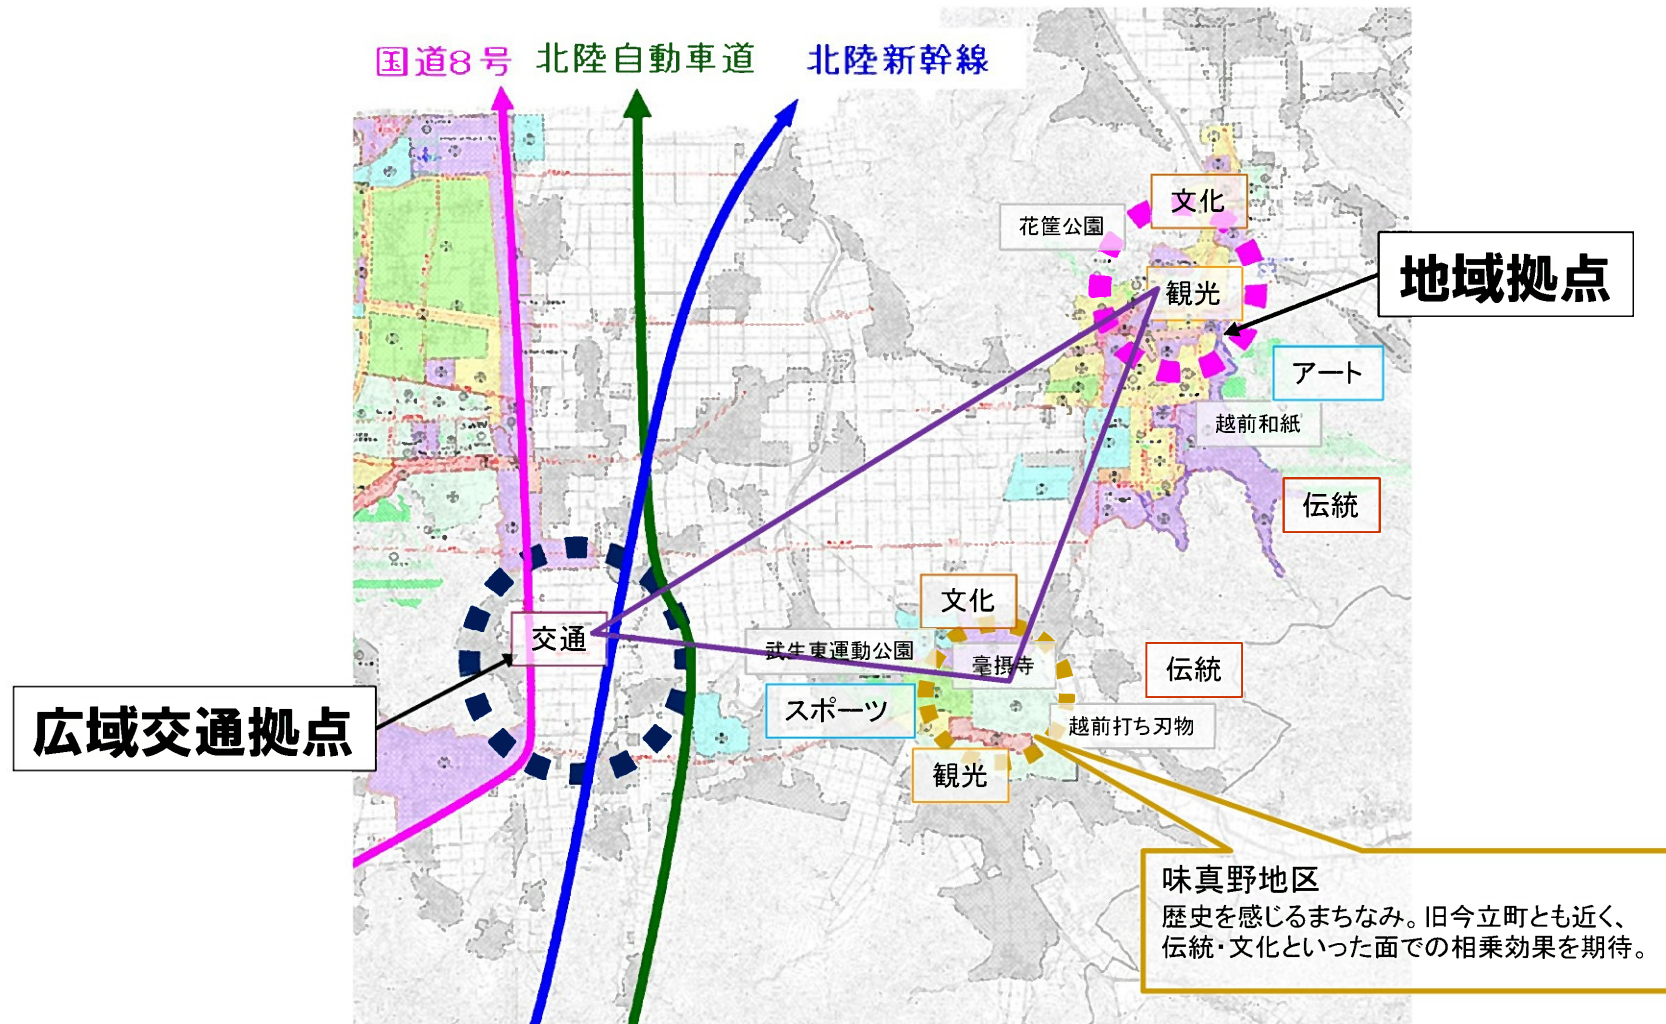 国道8号
北陸自動車道
北陸新幹線
文化
花筐公園
観光
地域拠点
アート
越前和紙
伝統
文化
交通
武生東運動公園
毫摂寺
伝統
スポーツ
越前打ち刃物
広域交通拠点
観光
味真野地区
歴史を感じるまちなみ。旧今立町とも近く、
伝統・文化といった面での相乗効果を期待。